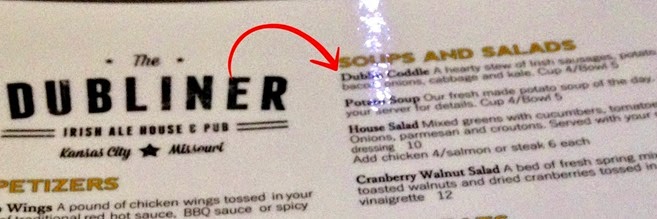 The
DUBLINER
IRISH ALE HOUSE & PUB
Kansas City ★ Missouri
PETIZERS
Wings A pound of chicken wings tossed in your
traditional red hot sauce, BBQ sauce or spicy
SOUPS AND SALADS
Dublin Coddle A hearty stew of Irish sausages, potato
bacon, onions, cabbage and kale. Cup 4/Bowl 5
Potato Soup Our fresh made potato soup of the day.
your server for details. Cup 4/Bowl 5
House Salad Mixed greens with cucumbers, tomatoe
Onions, parmesan and croutons. Served with your
dressing 10
Add chicken 4/salmon or steak 6 each
Cranberry Walnut Salad A bed of fresh spring mi
toasted walnuts and dried cranberries tossed in
vinaigrette 12